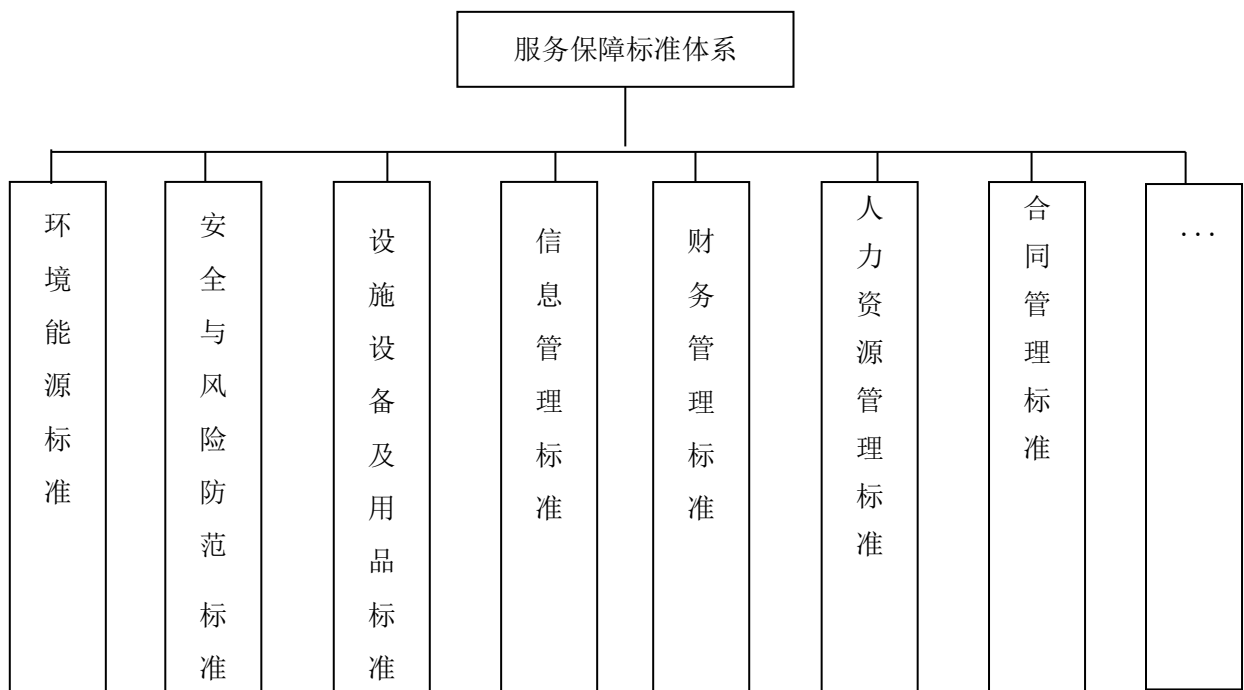 服务保障标准体系
环境能源标准
安全与风险防范 标准
设施设备及用品标准
信息管理标准
财务管理标准
人力资源管理标准
合同管理标准
...